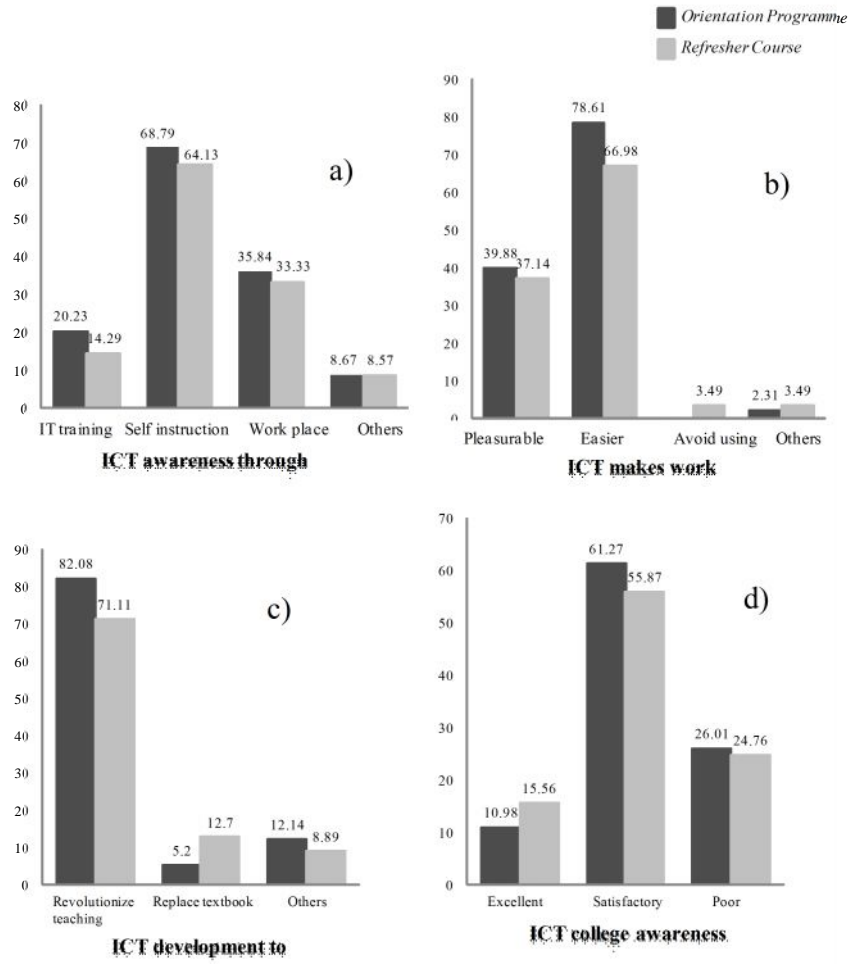 Orientation Programme
Refresher Course
80
70
60
50
40
30
20
10
0
68.79
64.13
35.84
33.33
20.23
14.29
8.67
8.57
a)
IT training
Self instruction
Work place
Others
ICT awareness through
90
80
70
60
50
40
30
20
10
0
78.61
66.98
39.88
37.14
3.49
2.31
3.49
b)
Pleasurable
Easier
Avoid using
Others
ICT makes work
90
80
70
60
50
40
30
20
10
0
82.08
71.11
5.2
12.7
12.14
8.89
c)
Revolutionize
teaching
Replace textbook
Others
ICT development to
70
60
50
40
30
20
10
0
61.27
55.87
26.01
24.76
10.98
15.56
d)
Excellent
Satisfactory
Poor
ICT college awareness